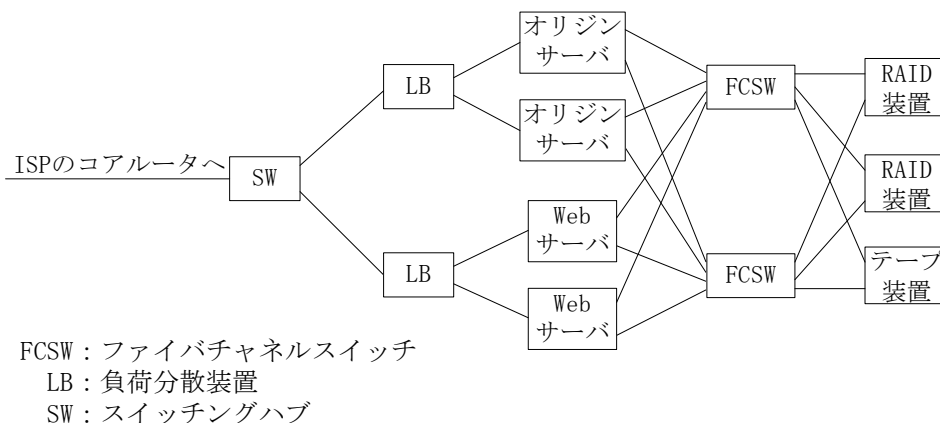 オリジン
サーバ
LB
オリジン
サーバ
FCSW
RAID
装置
ISPのコアルータへ
SW
RAID
装置
Web
サーバ
LB
Web
サーバ
FCSW
テープ
装置
FCSW：ファイバチャネルスイッチ
LB：負荷分散装置
SW：スイッチングハブ